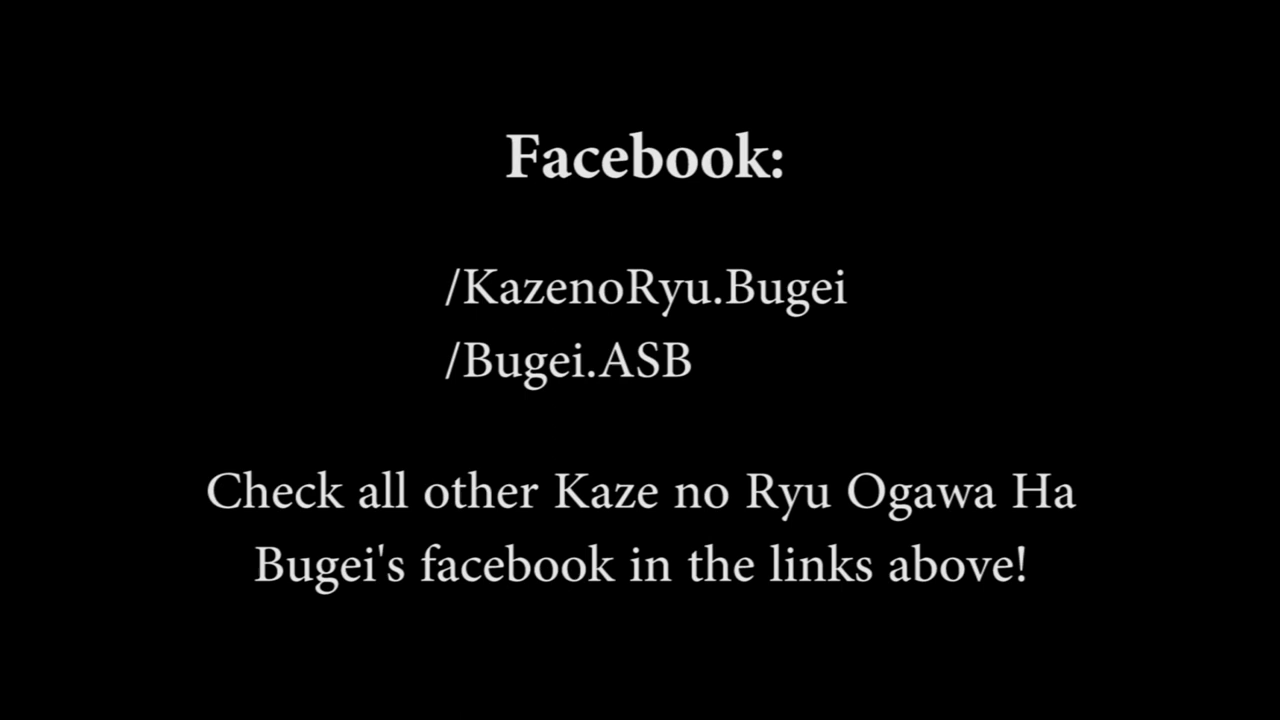 Facebook:
/KazenoRyu.Bugei
/Bugei.ASB
Check all other Kaze no Ryu Ogawa Ha
Bugei's facebook in the links above!